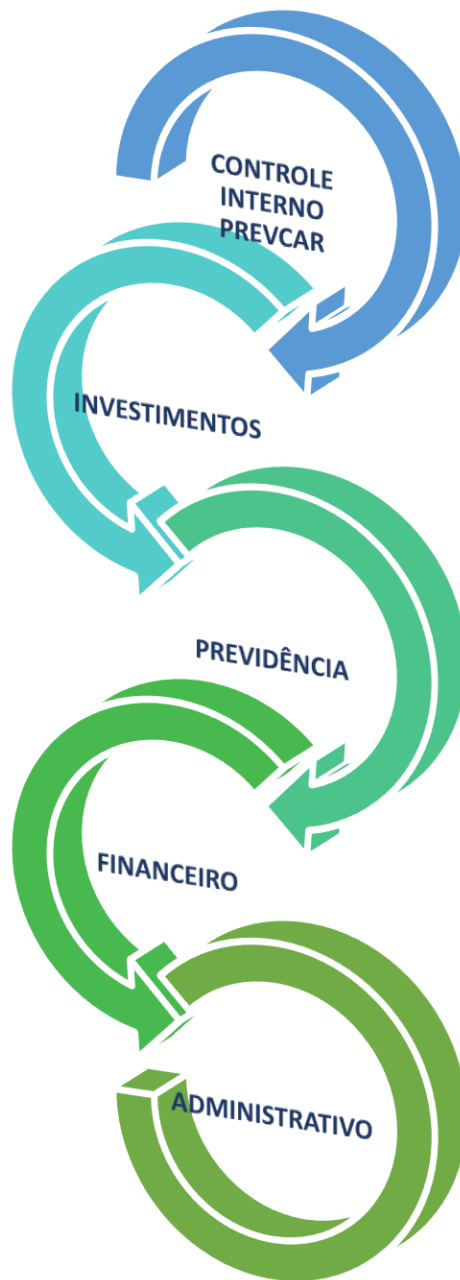 CONTROLE
INTERNO
PREVCAR
INVESTIMENTOS
PREVIDÊNCIA
FINANCEIRO
ADMINISTRATIVO